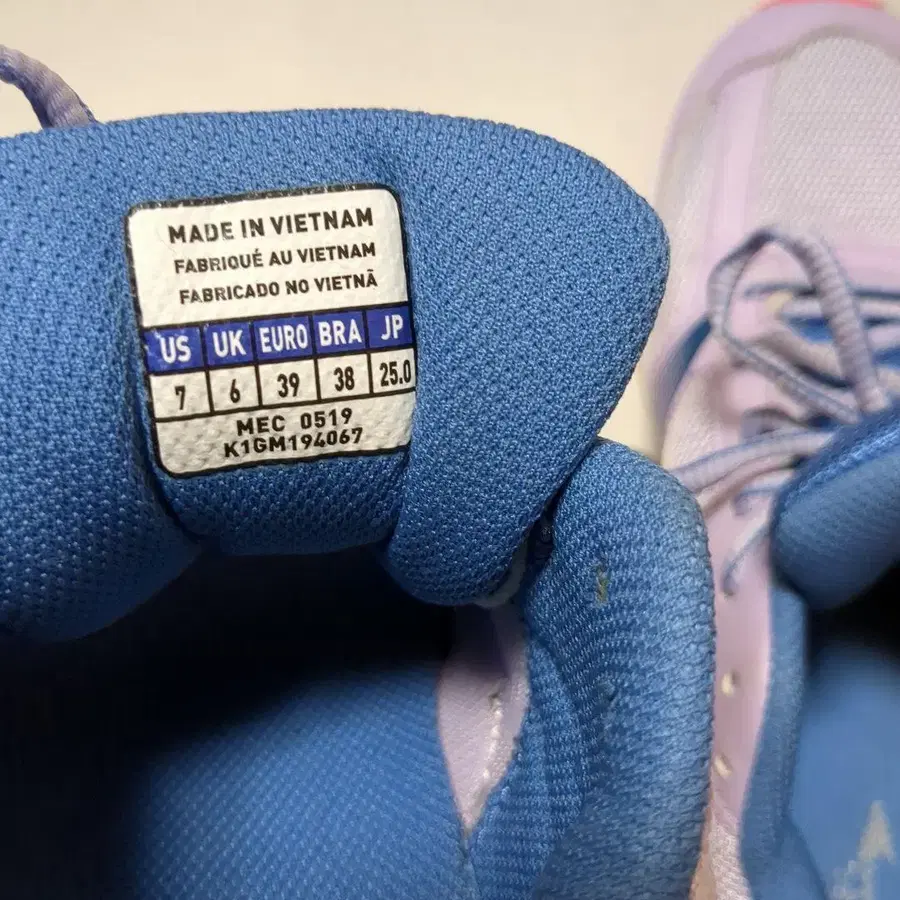 MADE IN VIETNAM
FABRIQUÉ AU VIETNAM
FABRICADO NO VIETNÃ
US UK EURO BRA JP
7 6 39 38 25.0
MEC 0519
K1GM194067